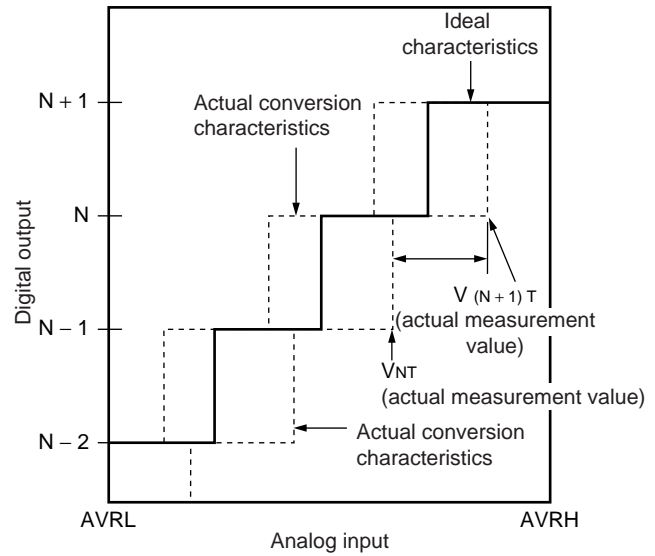 Ideal
characteristics
N + 1
Actual conversion
characteristics
N
Digital output
V (N + 1) T
(actual measurement
value)
N − 1
VNT
(actual measurement value)
Actual conversion
characteristics
N − 2
AVRL
AVRH
Analog input